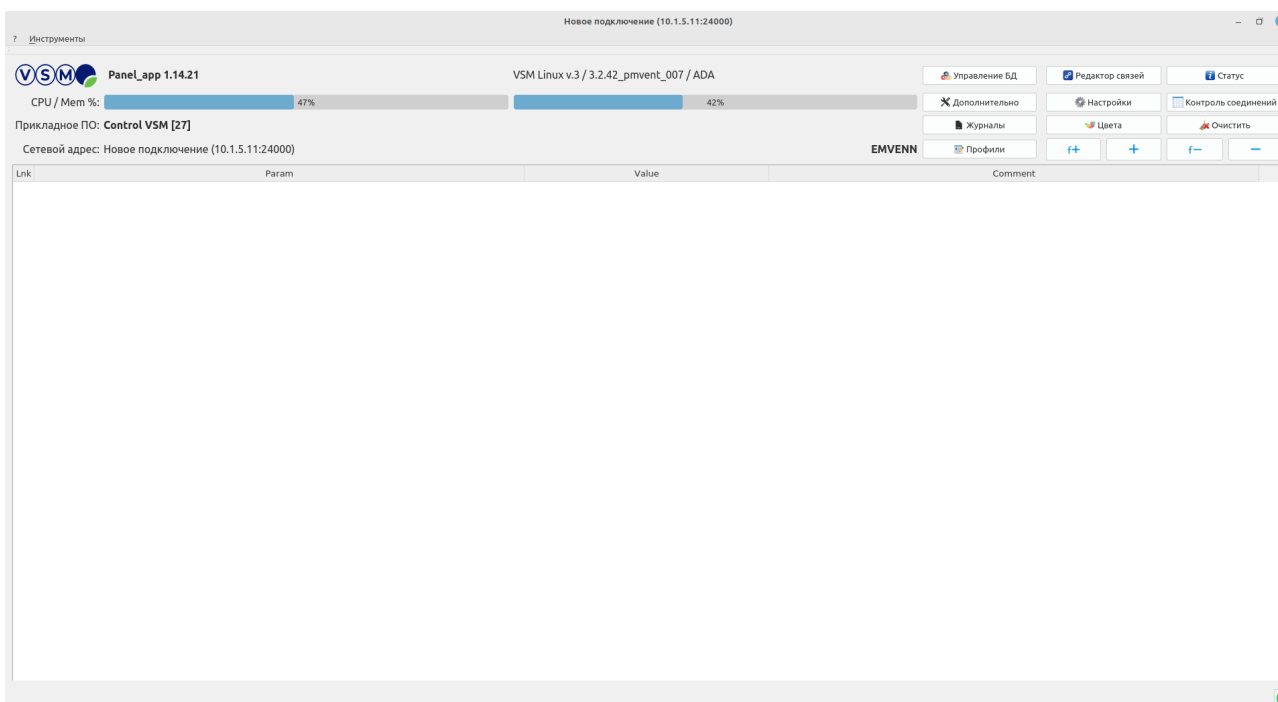 Новое подключение (10.1.5.11:24000)
? Инструменты
VSM Panel_app 1.14.21 VSM Linux v.3 / 3.2.42_pmvent_007 / ADA Управление БД Редактор связей Статус
CPU / Mem %: 47% 42% Дополнительно Настройки Контроль соединений
Прикладное ПО: Control VSM [27] Журналы Цвета Очистить
Сетевой адрес: Новое подключение (10.1.5.11:24000) EMVENN Профили f+ + f− −
Lnk Param Value Comment